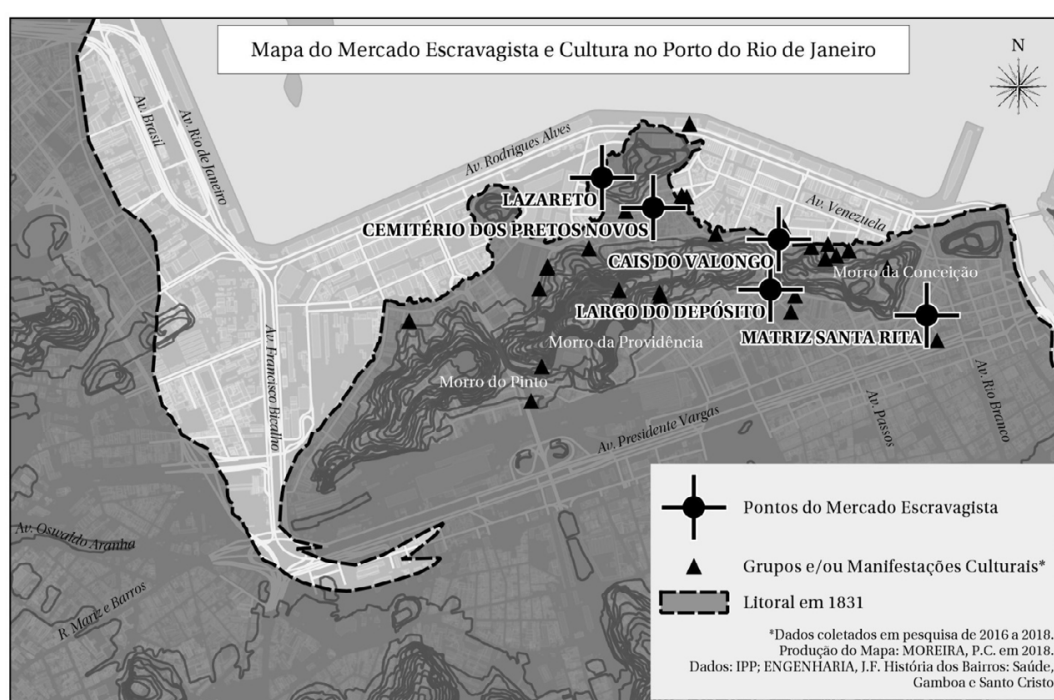 Mapa do Mercado Escravagista e Cultura no Porto do Rio de Janeiro
N
Av. Brasil
Av. Rio de Janeiro
Av. Rodrigues Alves
LAZARETO
CEMITÉRIO DOS PRETOS NOVOS
Av. Venezuela
CAIS DO VALONGO
Morro da Conceição
LARGO DO DEPÓSITO
MATRIZ SANTA RITA
Morro da Providência
Morro do Pinto
Av. Francisco Bicalho
Av. Presidente Vargas
Av. Passos
Av. Rio Branco
Av. Oswaldo Aranha
R. Mariz e Barros
Pontos do Mercado Escravagista
Grupos e/ou Manifestações Culturais*
Litoral em 1831
*Dados coletados em pesquisa de 2016 a 2018.
Produção do Mapa: MOREIRA, P.C. em 2018.
Dados: IPP; ENGENHARIA, J.F. História dos Bairros: Saúde,
Gamboa e Santo Cristo